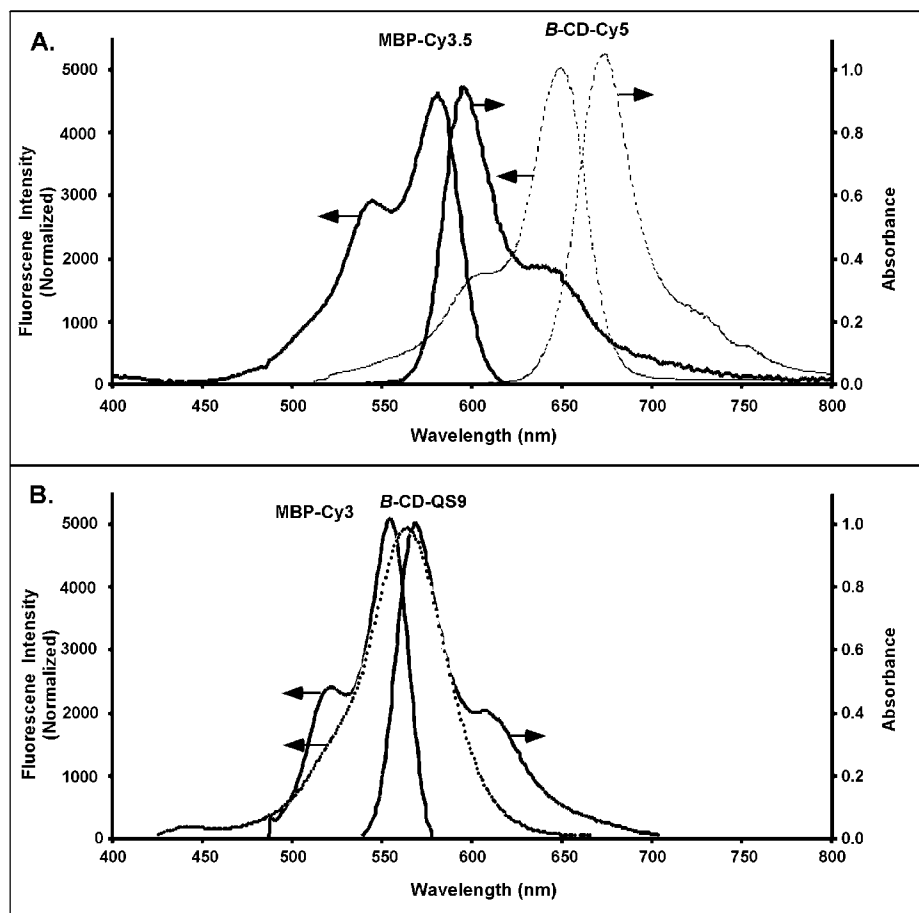 A.
MBP-Cy3.5
B-CD-Cy5
5000
4000
3000
2000
1000
0
Fluorescene Intensity
(Normalized)
1.0
0.8
0.6
0.4
0.2
0.0
Absorbance
400 450 500 550 600 650 700 750 800
Wavelength (nm)
B.
MBP-Cy3
B-CD-QS9
5000
4000
3000
2000
1000
0
Fluorescene Intensity
(Normalized)
1.0
0.8
0.6
0.4
0.2
0.0
Absorbance
400 450 500 550 600 650 700 750 800
Wavelength (nm)